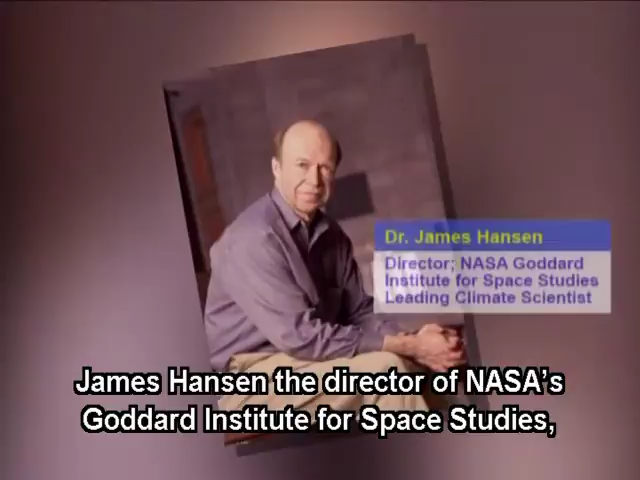 Dr. James Hansen
Director; NASA Goddard
Institute for Space Studies
Leading Climate Scientist
James Hansen the director of NASA's
Goddard Institute for Space Studies,